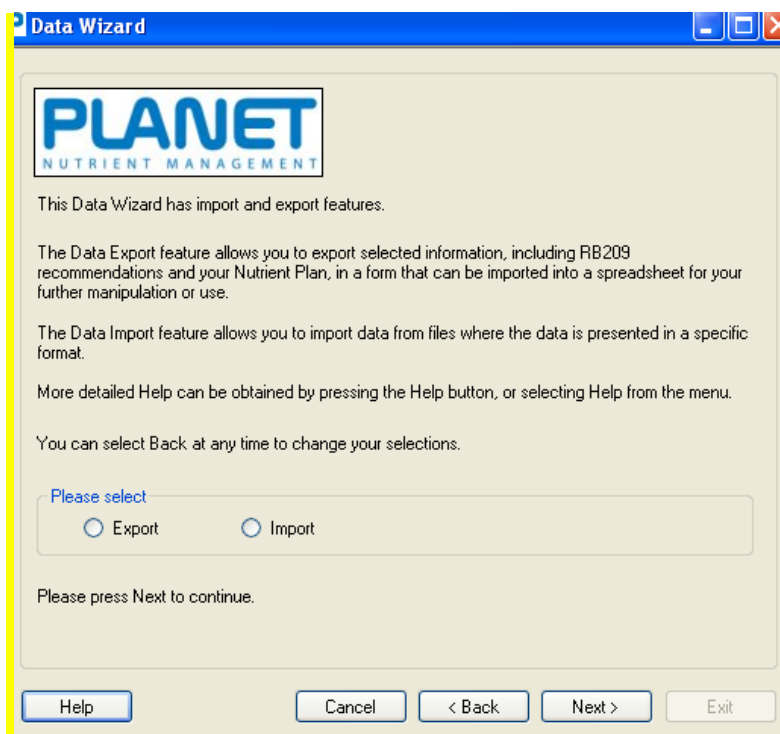 Data Wizard
PLANET
NUTRIENT MANAGEMENT
This Data Wizard has import and export features.
The Data Export feature allows you to export selected information, including RB209
recommendations and your Nutrient Plan, in a form that can be imported into a spreadsheet for your
further manipulation or use.
The Data Import feature allows you to import data from files where the data is presented in a specific
format.
More detailed Help can be obtained by pressing the Help button, or selecting Help from the menu.
You can select Back at any time to change your selections.
Please select
Export Import
Please press Next to continue.
Help Cancel < Back Next > Exit